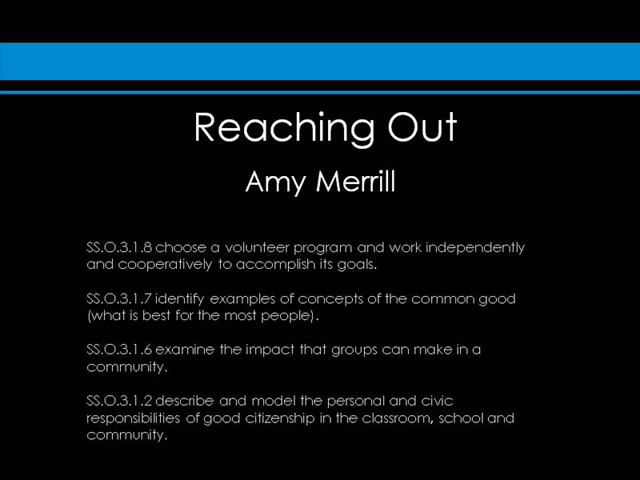 Reaching Out
Amy Merrill
SS.O.3.1.8 choose a volunteer program and work independently
and cooperatively to accomplish its goals.
SS.O.3.1.7 identify examples of concepts of the common good
(what is best for the most people).
SS.O.3.1.6 examine the impact that groups can make in a
community.
SS.O.3.1.2 describe and model the personal and civic
responsibilities of good citizenship in the classroom, school and
community.